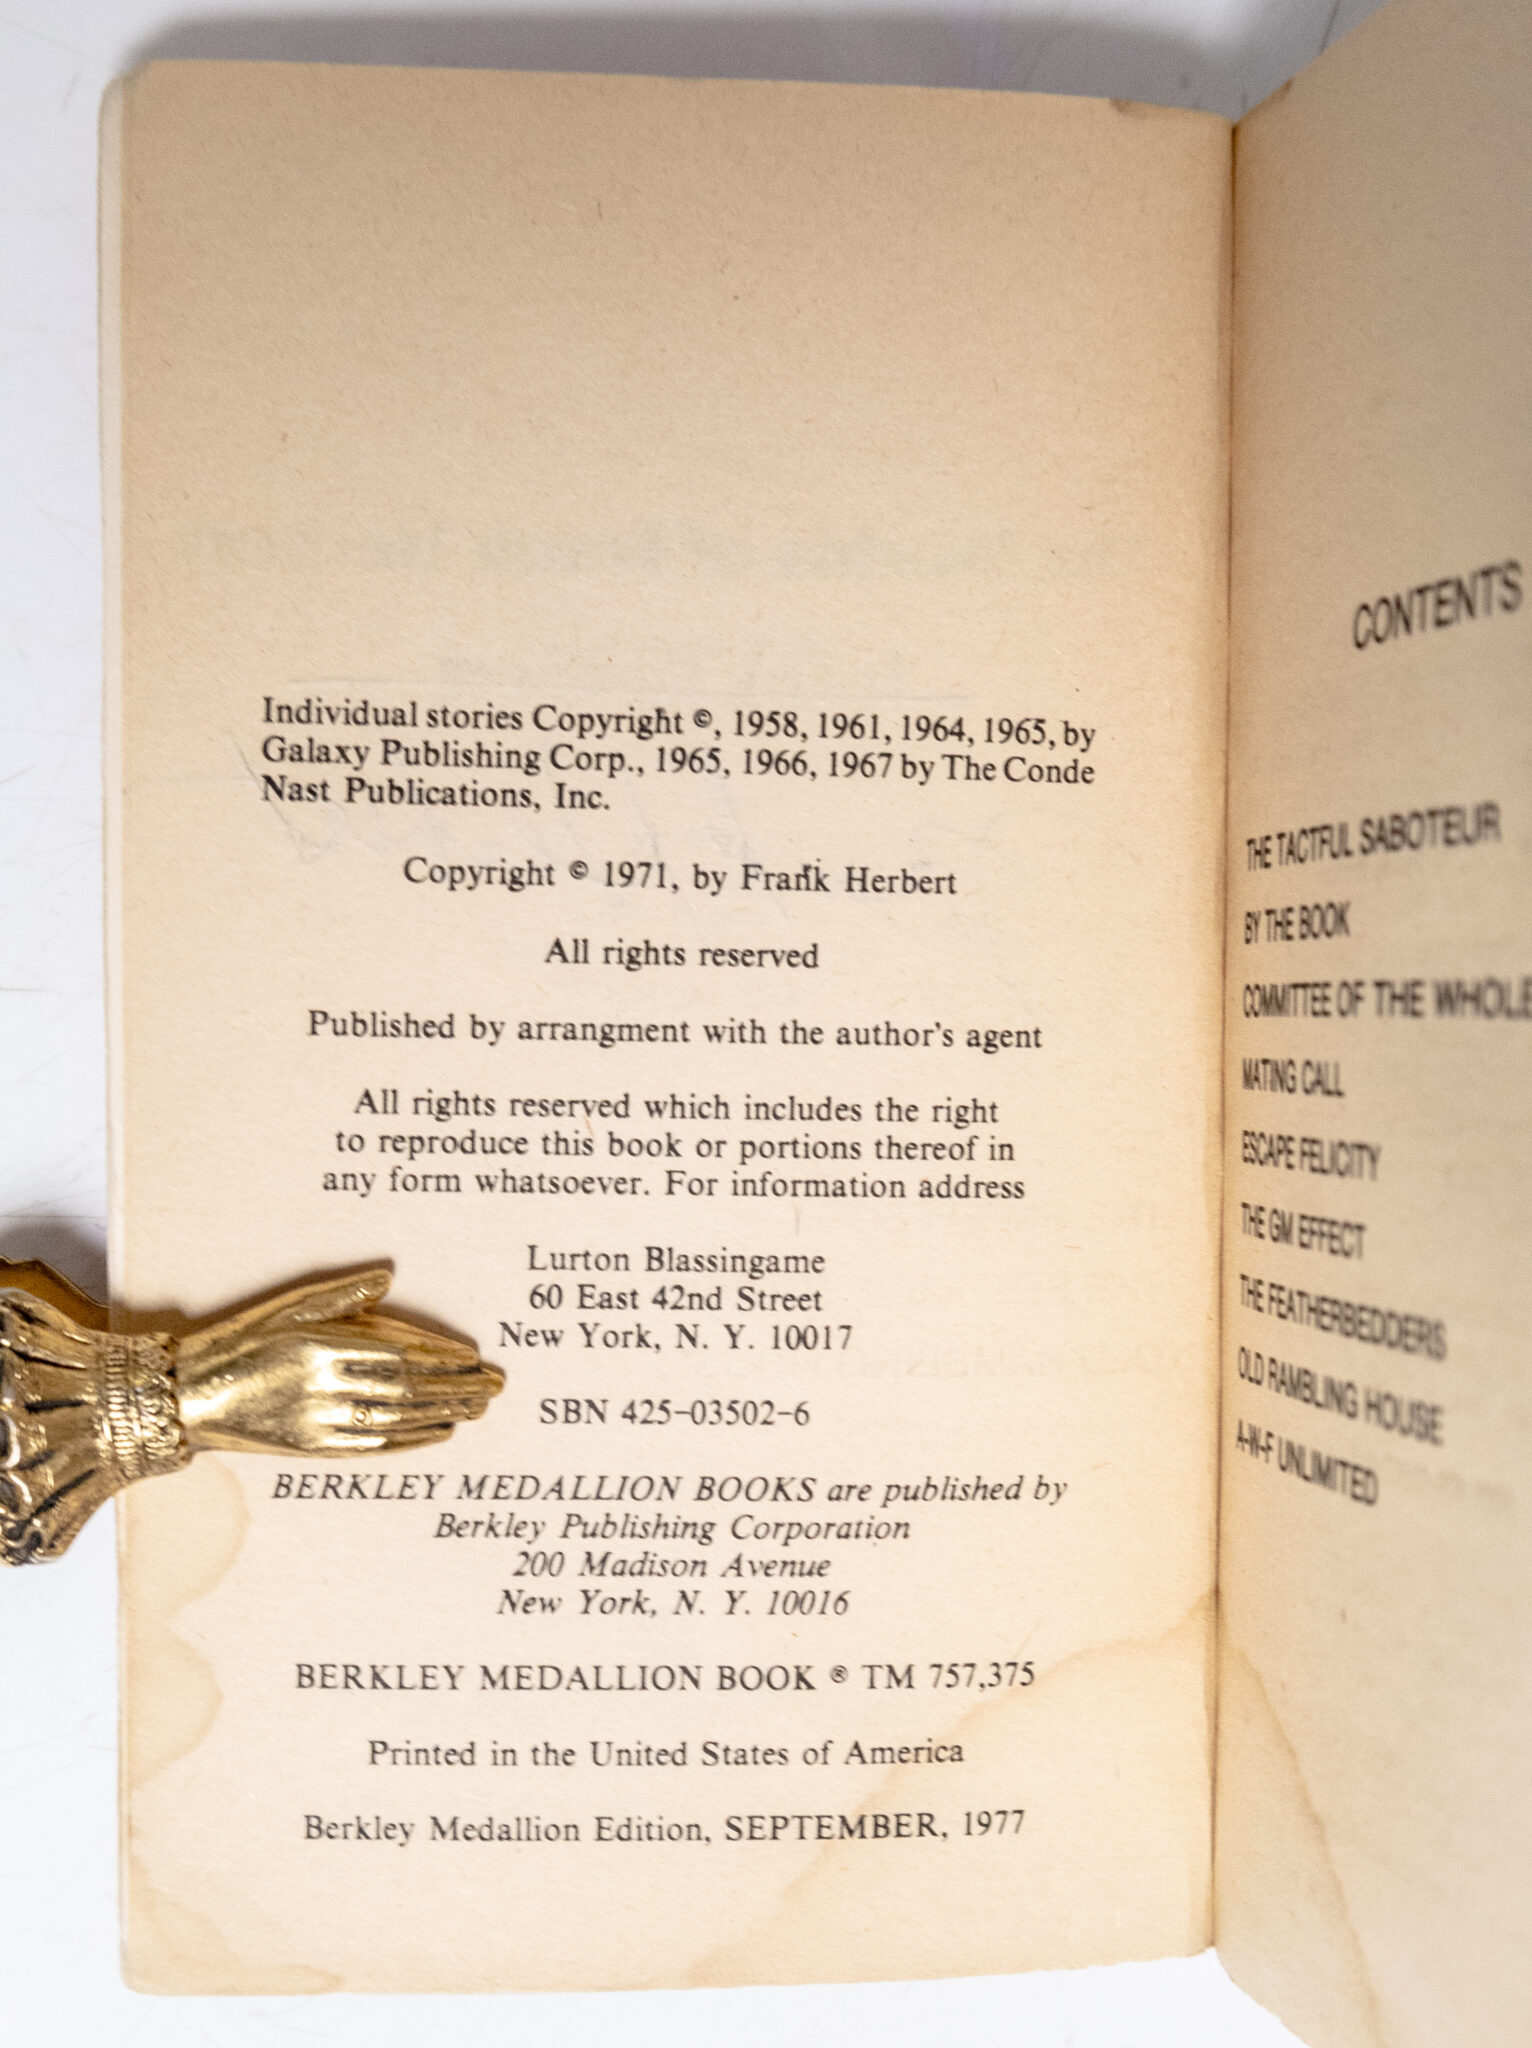 Individual stories Copyright ©, 1958, 1961, 1964, 1965, by
Galaxy Publishing Corp., 1965, 1966, 1967 by The Conde
Nast Publications, Inc.
Copyright © 1971, by Frank Herbert
All rights reserved
Published by arrangment with the author's agent
All rights reserved which includes the right
to reproduce this book or portions thereof in
any form whatsoever. For information address
Lurton Blassingame
60 East 42nd Street
New York, N. Y. 10017
SBN 425-03502-6
BERKLEY MEDALLION BOOKS are published by
Berkley Publishing Corporation
200 Madison Avenue
New York, N. Y. 10016
BERKLEY MEDALLION BOOK ® TM 757,375
Printed in the United States of America
Berkley Medallion Edition, SEPTEMBER, 1977
CONTENTS
THE TACTFUL SABOTEUR
BY THE BOOK
COMMITTEE OF THE WHOLE
MATING CALL
ESCAPE FELICITY
THE GM EFFECT
THE FEATHERBEDDERS
OLD RAMBLING HOUSE
A-W-F UNLIMITED